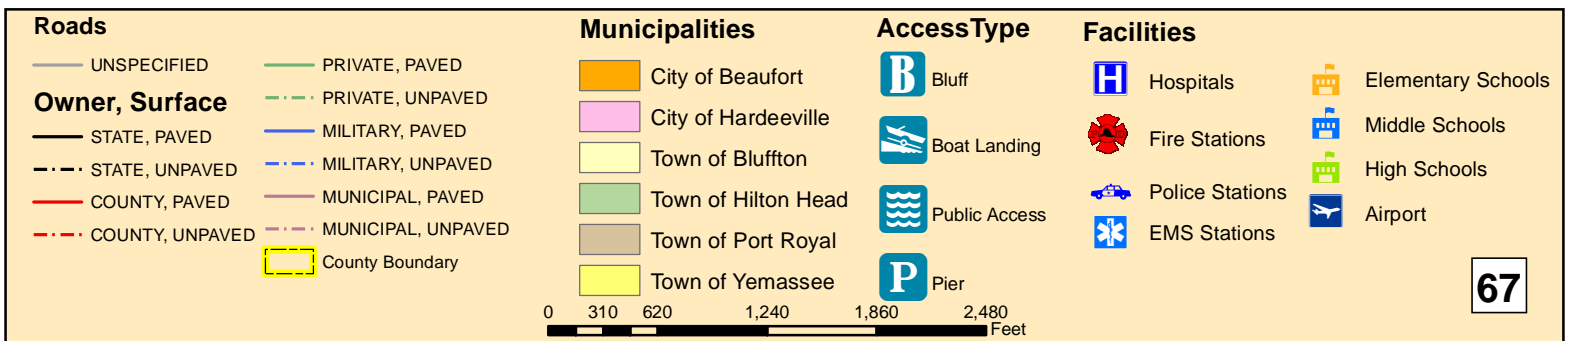 Roads
UNSPECIFIED
Owner, Surface
STATE, PAVED
STATE, UNPAVED
COUNTY, PAVED
COUNTY, UNPAVED
PRIVATE, PAVED
PRIVATE, UNPAVED
MILITARY, PAVED
MILITARY, UNPAVED
MUNICIPAL, PAVED
MUNICIPAL, UNPAVED
County Boundary
Municipalities
City of Beaufort
City of Hardeeville
Town of Bluffton
Town of Hilton Head
Town of Port Royal
Town of Yemassee
0 310 620 1,240 1,860 2,480
Feet
AccessType
B Bluff
Boat Landing
Public Access
P Pier
Facilities
H Hospitals
Fire Stations
Police Stations
EMS Stations
Elementary Schools
Middle Schools
High Schools
Airport
67